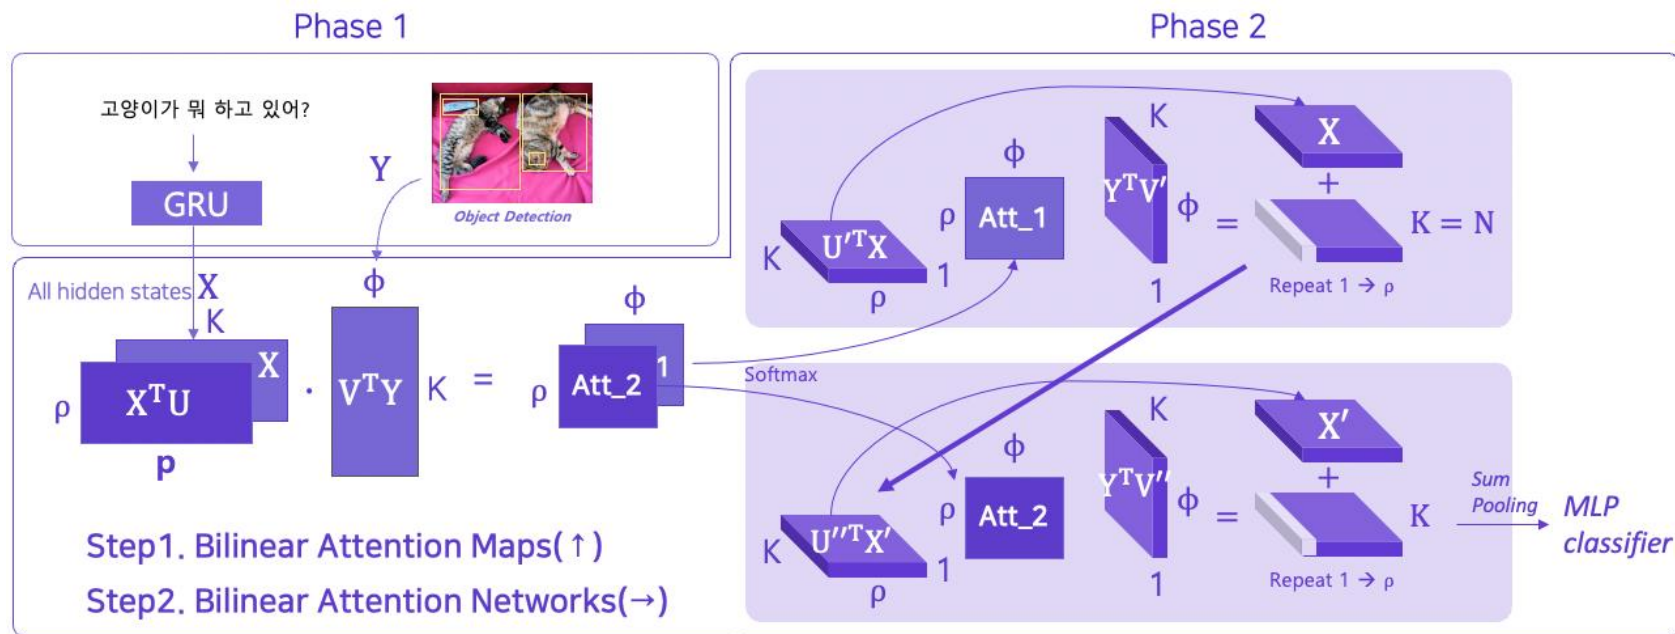 Phase 1
Phase 2
고양이가 뭐 하고 있어?
GRU
Y
Object Detection
All hidden states X
K
ρ
XᵀU
X
p
·
ϕ
VᵀY
K
=
ϕ
ρ
Att_2
1
Softmax
K
U′ᵀX
ρ
1
ϕ
ρ
Att_1
K
YᵀV′
ϕ
1
=
X
+
K = N
Repeat 1 → ρ
K
U′′ᵀX′
ρ
1
ϕ
ρ
Att_2
K
YᵀV′′
ϕ
1
=
X′
+
K
Repeat 1 → ρ
Sum
Pooling
MLP
classifier
Step1. Bilinear Attention Maps(↑)
Step2. Bilinear Attention Networks(→)